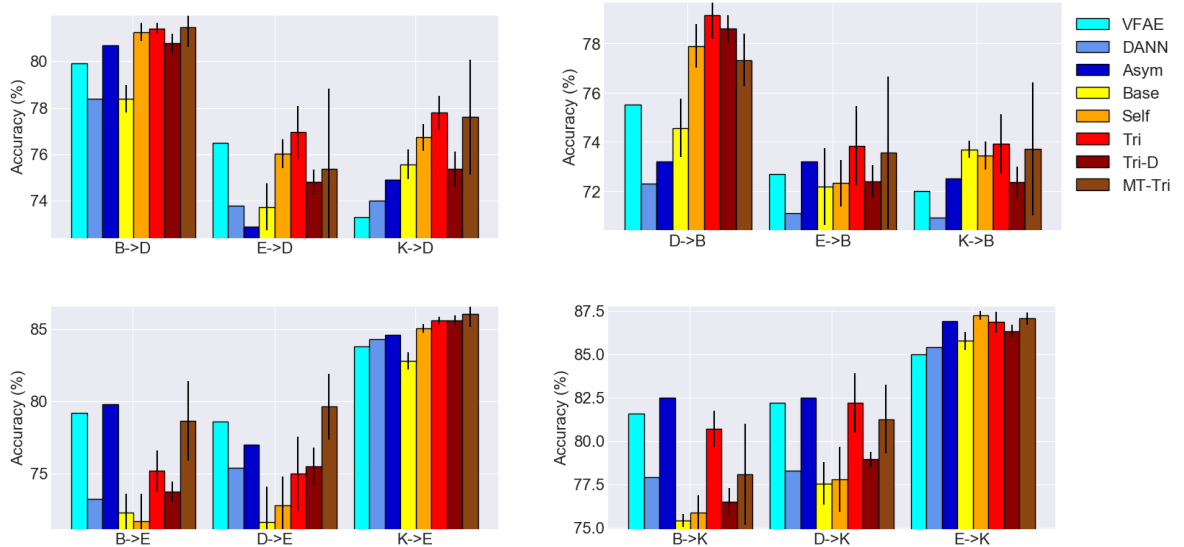 Accuracy (%)
80
78
76
74
B->D
E->D
K->D
Accuracy (%)
78
76
74
72
D->B
E->B
K->B
VFAE
DANN
Asym
Base
Self
Tri
Tri-D
MT-Tri
Accuracy (%)
85
80
75
B->E
D->E
K->E
Accuracy (%)
87.5
85.0
82.5
80.0
77.5
75.0
B->K
D->K
E->K